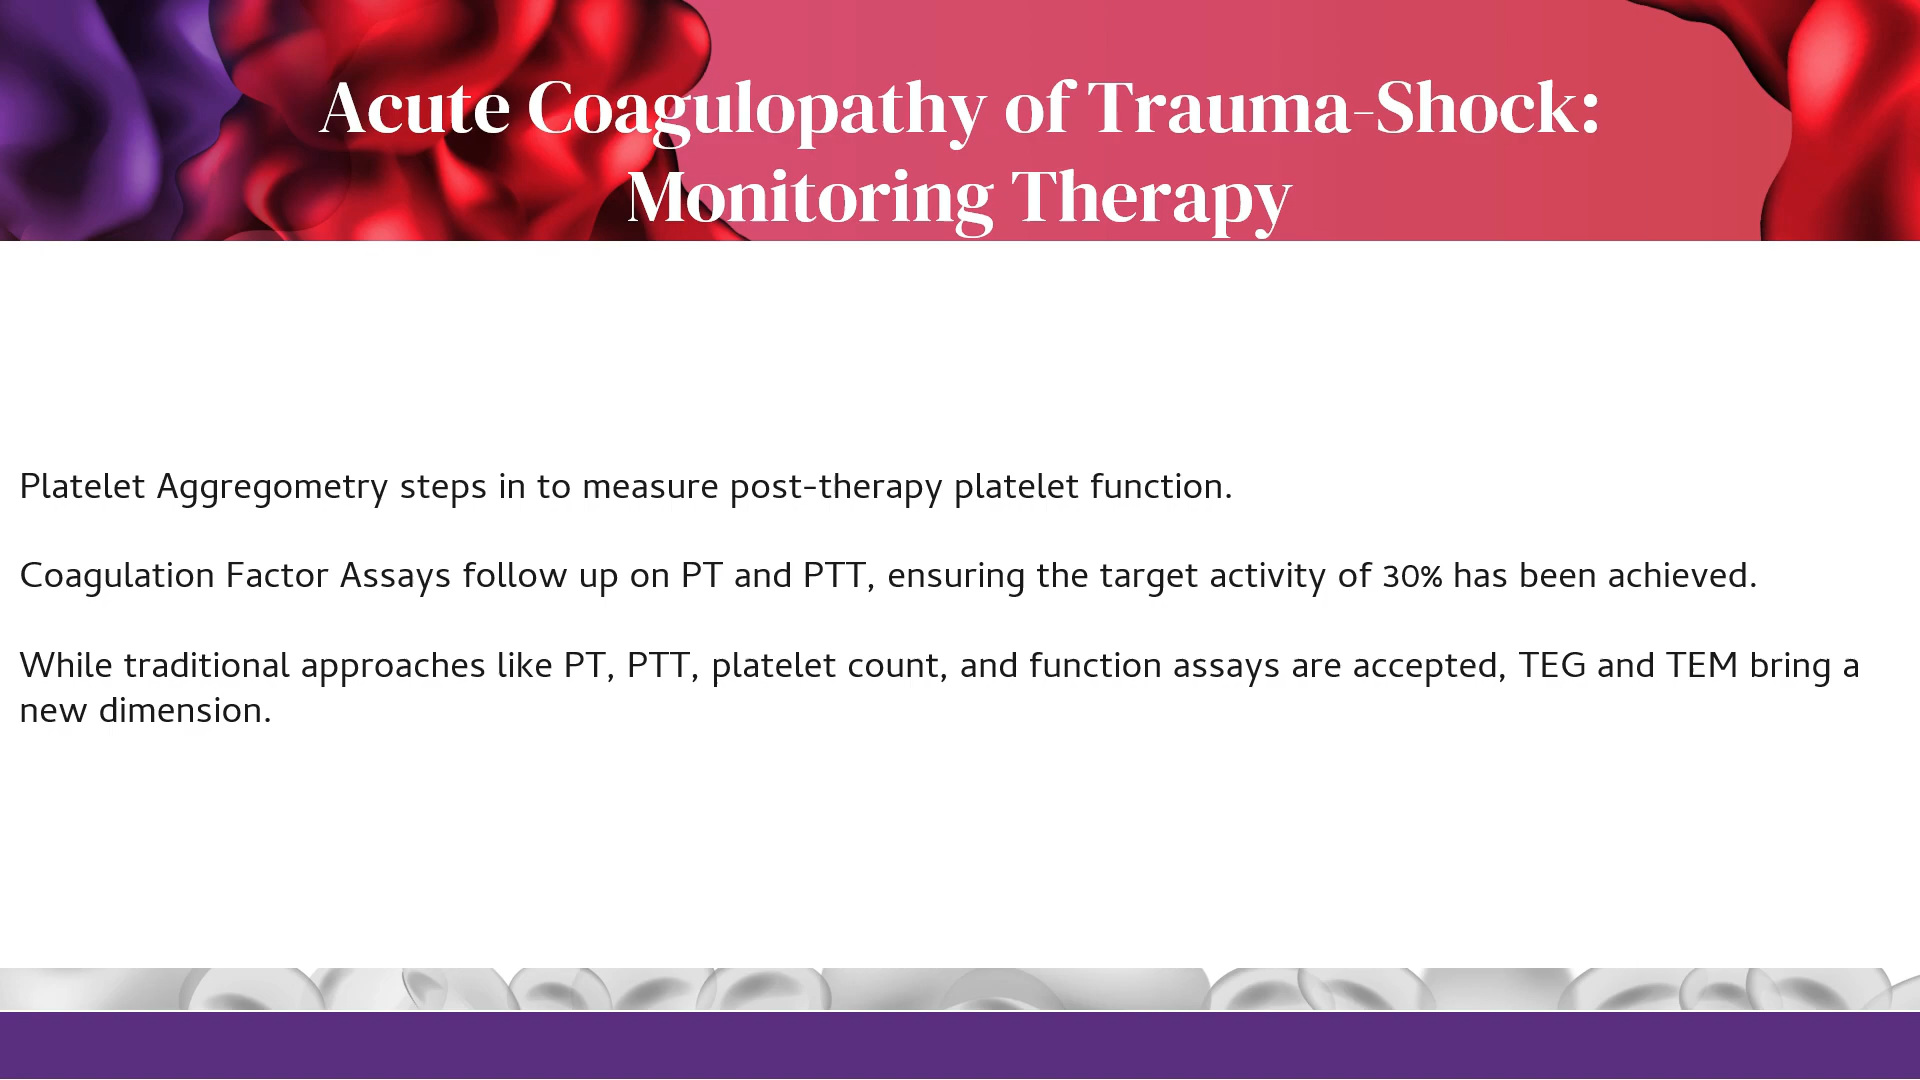 Acute Coagulopathy of Trauma-Shock:
Monitoring Therapy
Platelet Aggregometry steps in to measure post-therapy platelet function.
Coagulation Factor Assays follow up on PT and PTT, ensuring the target activity of 30% has been achieved.
While traditional approaches like PT, PTT, platelet count, and function assays are accepted, TEG and TEM bring a
new dimension.